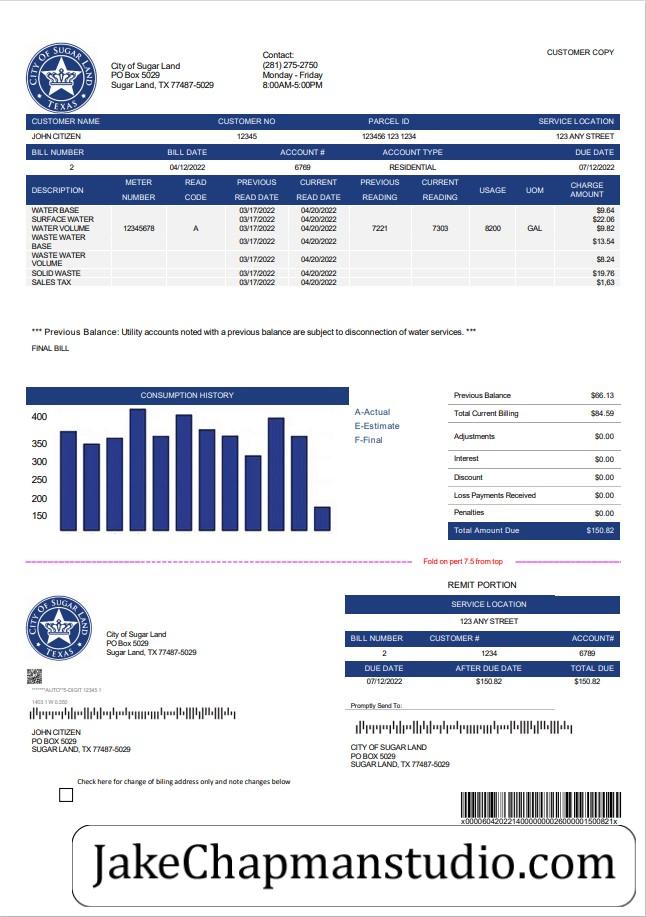 CUSTOMER COPY
CITY OF SUGAR LAND
TEXAS
City of Sugar Land
PO Box 5029
Sugar Land, TX 77487-5029
Contact:
(281) 275-2750
Monday - Friday
8:00AM-5:00PM
CUSTOMER NAME CUSTOMER NO PARCEL ID SERVICE LOCATION
JOHN CITIZEN 12345 123456 123 1234 123 ANY STREET
BILL NUMBER BILL DATE ACCOUNT # ACCOUNT TYPE DUE DATE
2 04/12/2022 6769 RESIDENTIAL 07/12/2022
DESCRIPTION METER NUMBER READ CODE PREVIOUS READ DATE CURRENT READ DATE PREVIOUS READING CURRENT READING USAGE UOM CHARGE AMOUNT
WATER BASE 03/17/2022 04/20/2022 $9.64
SURFACE WATER 03/17/2022 04/20/2022 $22.06
WATER VOLUME 12345678 A 03/17/2022 04/20/2022 7221 7303 8200 GAL $9.82
WASTE WATER BASE 03/17/2022 04/20/2022 $13.54
WASTE WATER VOLUME 03/17/2022 04/20/2022 $8.24
SOLID WASTE 03/17/2022 04/20/2022 $19.76
SALES TAX 03/17/2022 04/20/2022 $1,63
*** Previous Balance: Utility accounts noted with a previous balance are subject to disconnection of water services. ***
FINAL BILL
CONSUMPTION HISTORY
400
350
300
250
200
150
A-Actual
E-Estimate
F-Final
Previous Balance $66.13
Total Current Billing $84.59
Adjustments $0.00
Interest $0.00
Discount $0.00
Loss Payments Received $0.00
Penalties $0.00
Total Amount Due $150.82
Fold on pert 7.5 from top
REMIT PORTION
CITY OF SUGAR LAND
TEXAS
City of Sugar Land
PO Box 5029
Sugar Land, TX 77487-5029
SERVICE LOCATION
123 ANY STREET
BILL NUMBER CUSTOMER # ACCOUNT#
2 1234 6789
DUE DATE AFTER DUE DATE TOTAL DUE
07/12/2022 $150.82 $150.82
*******AUTO**5-DIGIT 12345 1
1403 1 W 0.350
JOHN CITIZEN
PO BOX 5029
SUGAR LAND, TX 77487-5029
Promptly Send To:
CITY OF SUGAR LAND
PO BOX 5029
SUGAR LAND, TX 77487-5029
Check here for change of billing address only and note changes below
JakeChapmanstudio.com